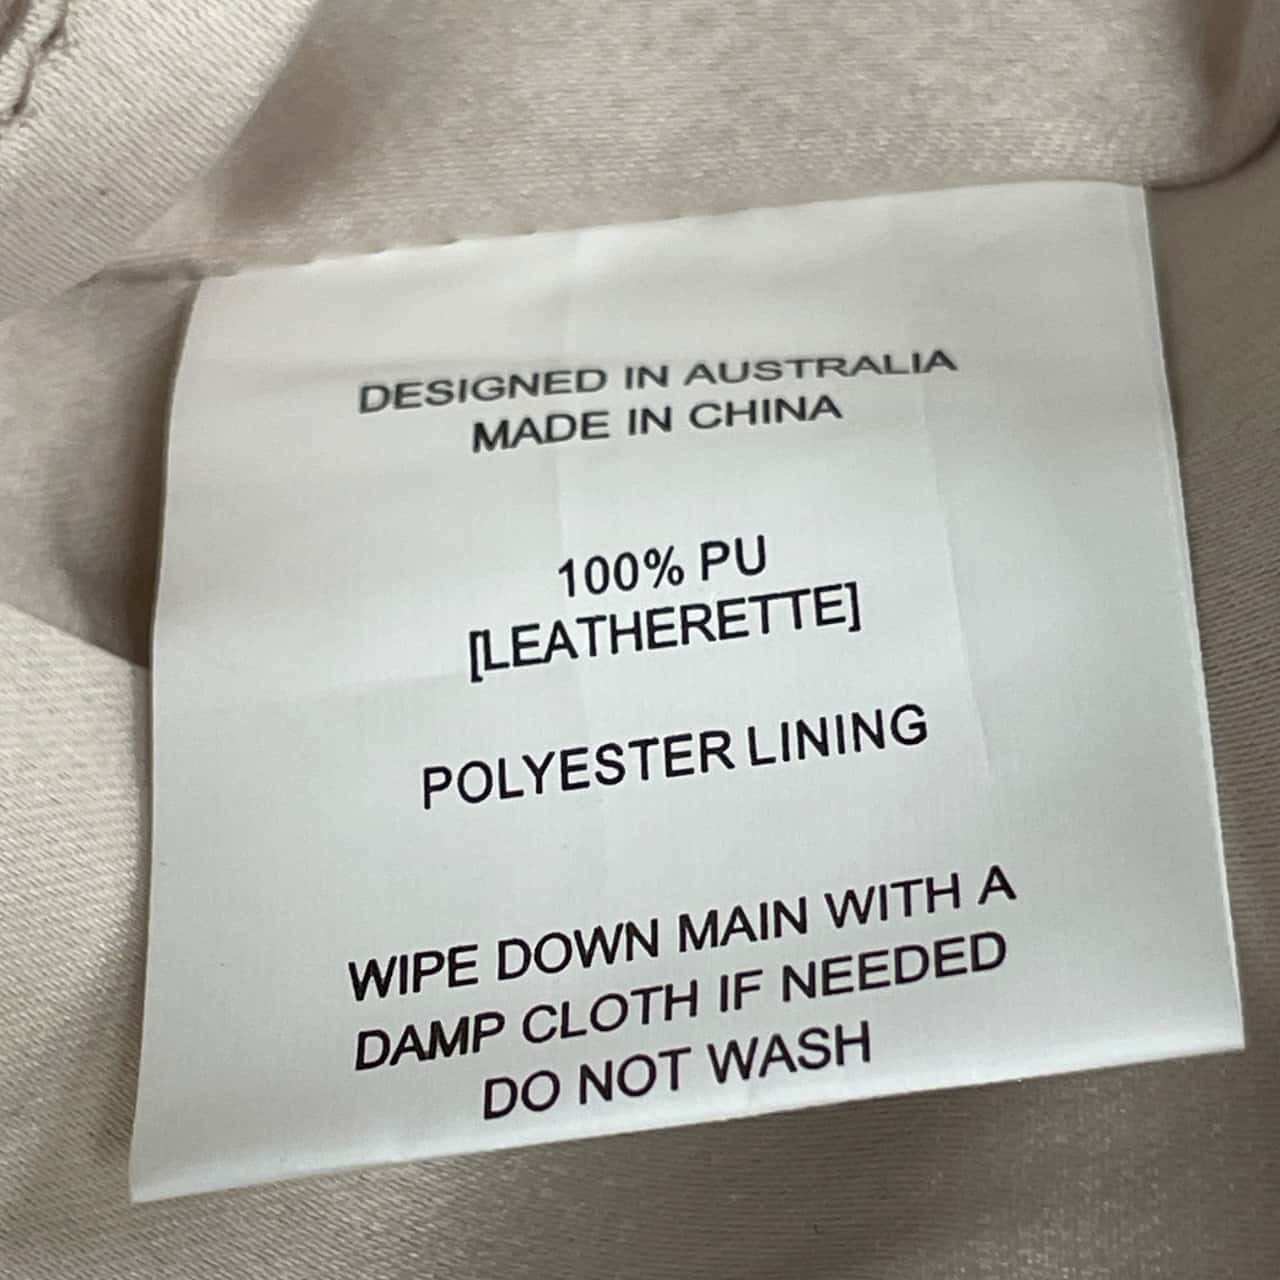 DESIGNED IN AUSTRALIA
MADE IN CHINA
100% PU
[LEATHERETTE]
POLYESTER LINING
WIPE DOWN MAIN WITH A
DAMP CLOTH IF NEEDED
DO NOT WASH